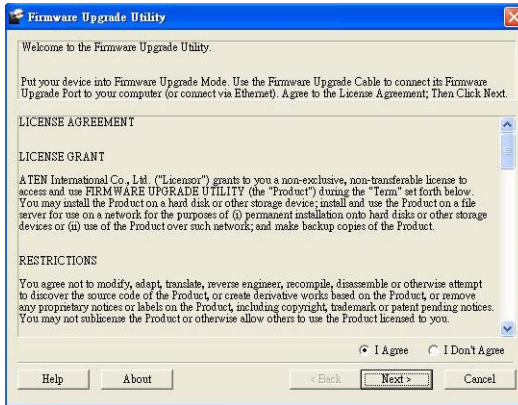 Firmware Upgrade Utility
Welcome to the Firmware Upgrade Utility.
Put your device into Firmware Upgrade Mode. Use the Firmware Upgrade Cable to connect its Firmware
Upgrade Port to your computer (or connect via Ethernet). Agree to the License Agreement; Then Click Next.
LICENSE AGREEMENT
LICENSE GRANT
ATEN International Co., Ltd. ("Licensor") grants to you a non-exclusive, non-transferable license to
access and use FIRMWARE UPGRADE UTILITY (the "Product") during the "Term" set forth below.
You may install the Product on a hard disk or other storage device; install and use the Product on a file
server for use on a network for the purposes of (i) permanent installation onto hard disks or other storage
devices or (ii) use of the Product over such network; and make backup copies of the Product.
RESTRICTIONS
You agree not to modify, adapt, translate, reverse engineer, recompile, disassemble or otherwise attempt
to discover the source code of the Product, or create derivative works based on the Product, or remove
any proprietary notices or labels on the Product, including copyright, trademark or patent pending notices.
You may not sublicense the Product or otherwise allow others to use the Product licensed to you.
I Agree I Don't Agree
Help About < Back Next > Cancel